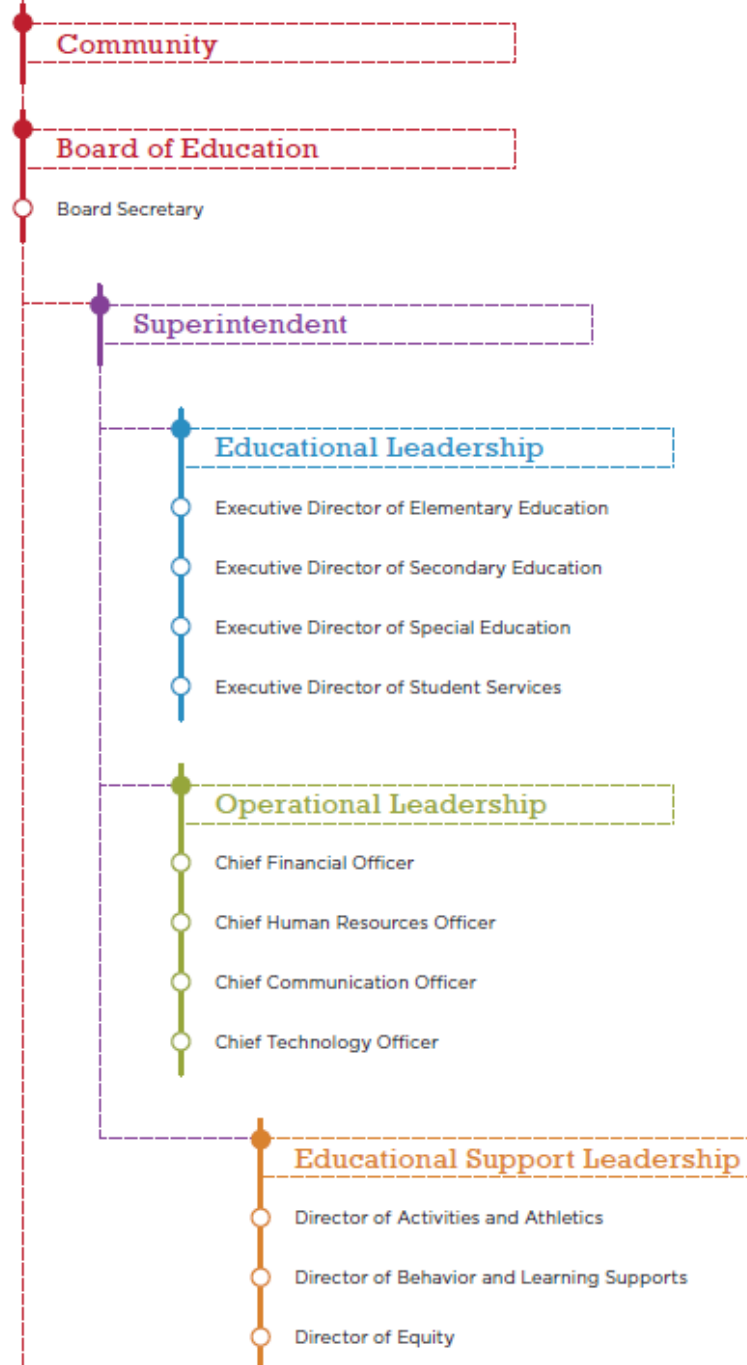 Community
Board of Education
Board Secretary
Superintendent
Educational Leadership
Executive Director of Elementary Education
Executive Director of Secondary Education
Executive Director of Special Education
Executive Director of Student Services
Operational Leadership
Chief Financial Officer
Chief Human Resources Officer
Chief Communication Officer
Chief Technology Officer
Educational Support Leadership
Director of Activities and Athletics
Director of Behavior and Learning Supports
Director of Equity